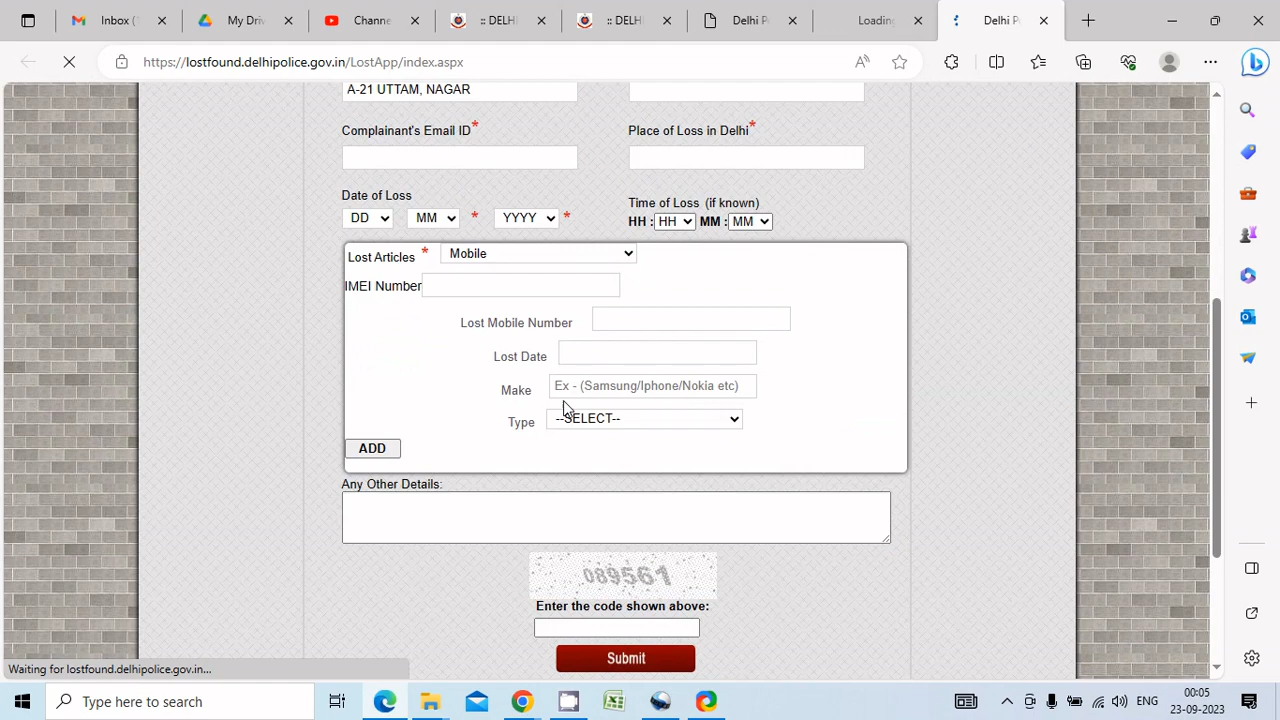 Inbox (
My Driv
Channe
:: DELHI
:: DELHI
Delhi P
Loading
Delhi P
https://lostfound.delhipolice.gov.in/LostApp/index.aspx
A-21 UTTAM, NAGAR
Complainant's Email ID*
Place of Loss in Delhi*
Date of Loss
Time of Loss (if known)
DD MM * YYYY *
HH : HH MM : MM
Lost Articles * Mobile
IMEI Number
Lost Mobile Number
Lost Date
Make Ex - (Samsung/Iphone/Nokia etc)
Type --SELECT--
ADD
Any Other Details:
089561
Enter the code shown above:
Submit
Waiting for lostfound.delhipolice.gov.in...
Type here to search
ENG
00:05
23-09-2023